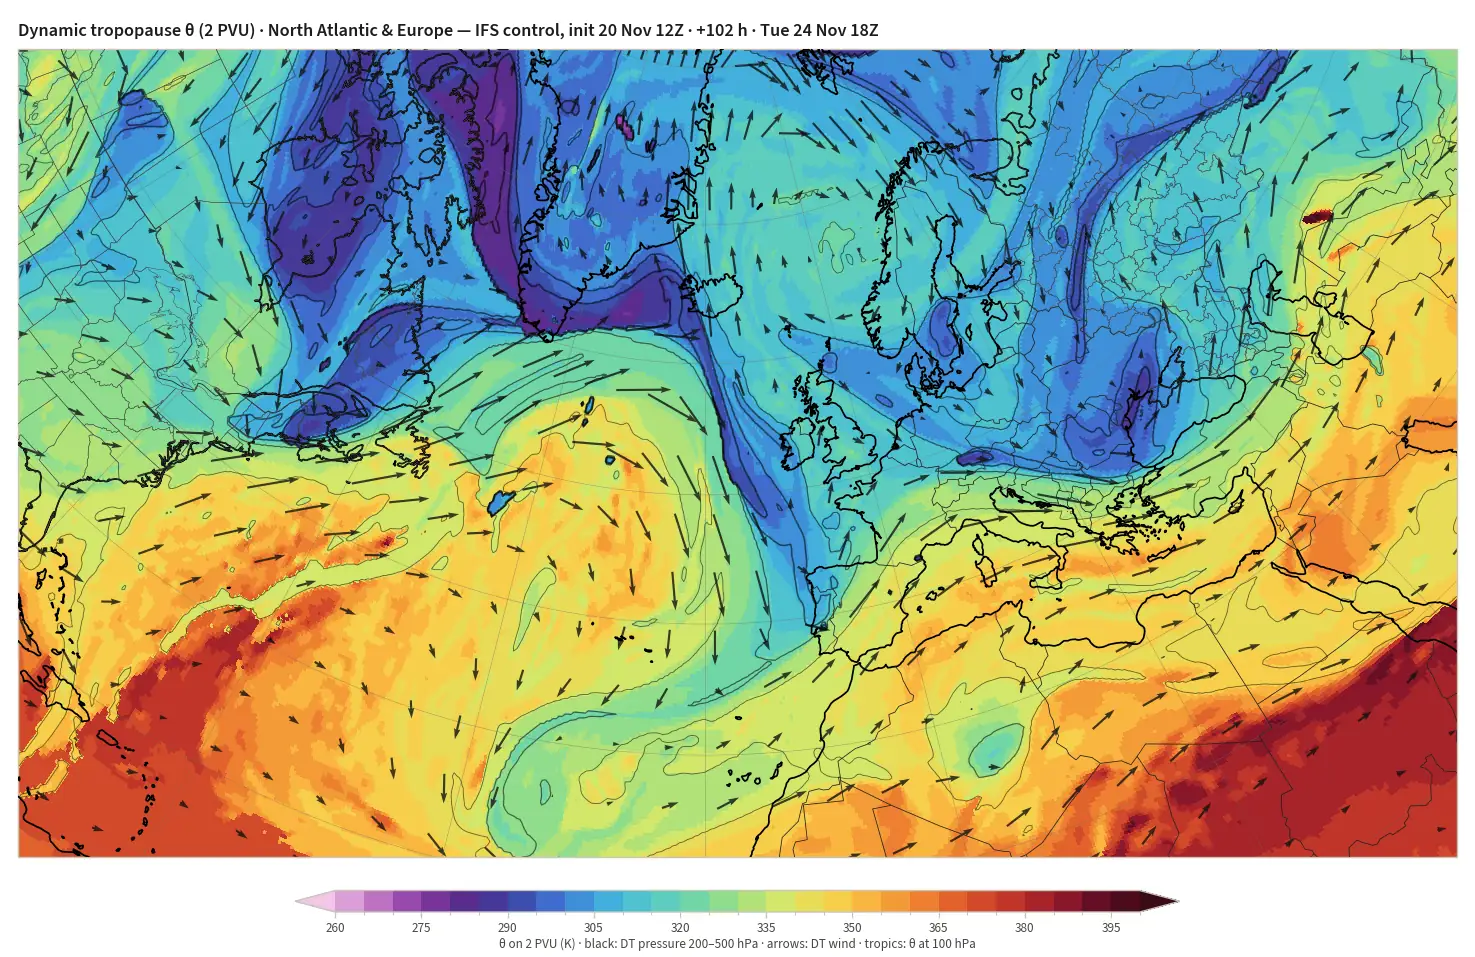 Dynamic tropopause θ (2 PVU) · North Atlantic & Europe — IFS control, init 20 Nov 12Z · +102 h · Tue 24 Nov 18Z
260 275 290 305 320 335 350 365 380 395
θ on 2 PVU (K) · black: DT pressure 200–500 hPa · arrows: DT wind · tropics: θ at 100 hPa